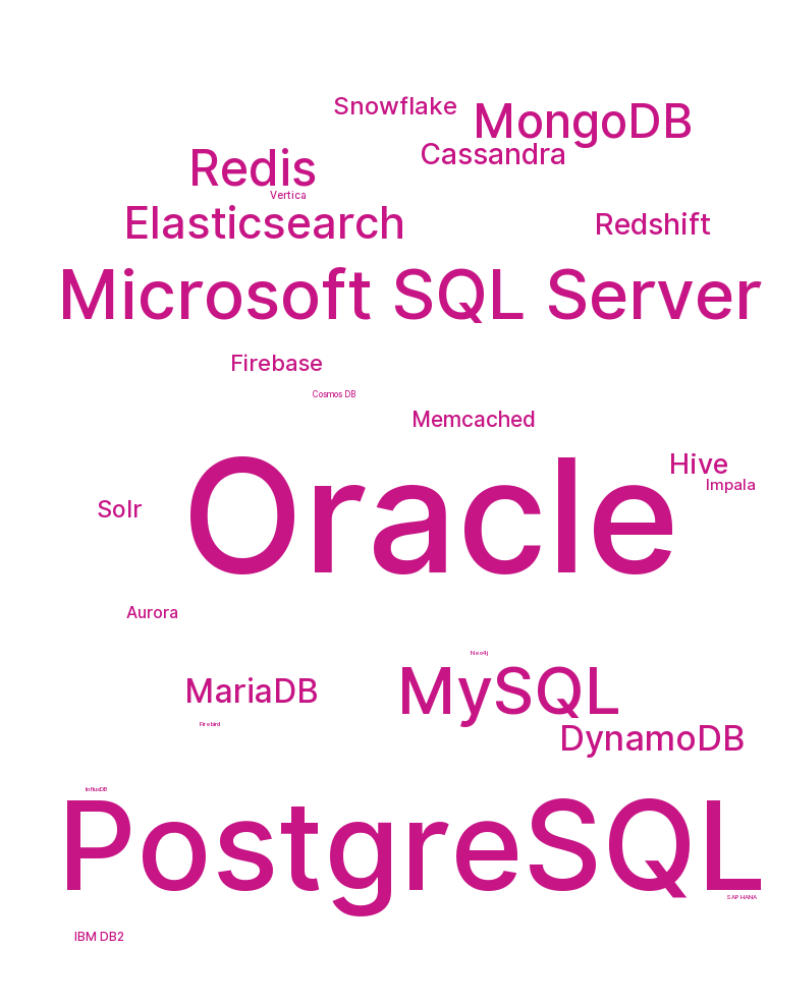 Snowflake
MongoDB
Cassandra
Redis
Vertica
Elasticsearch
Redshift
Microsoft SQL Server
Firebase
Cosmos DB
Memcached
Hive
Impala
Oracle
Solr
Aurora
Neo4j
MariaDB
MySQL
Firebird
DynamoDB
InfluxDB
PostgreSQL
SAP HANA
IBM DB2